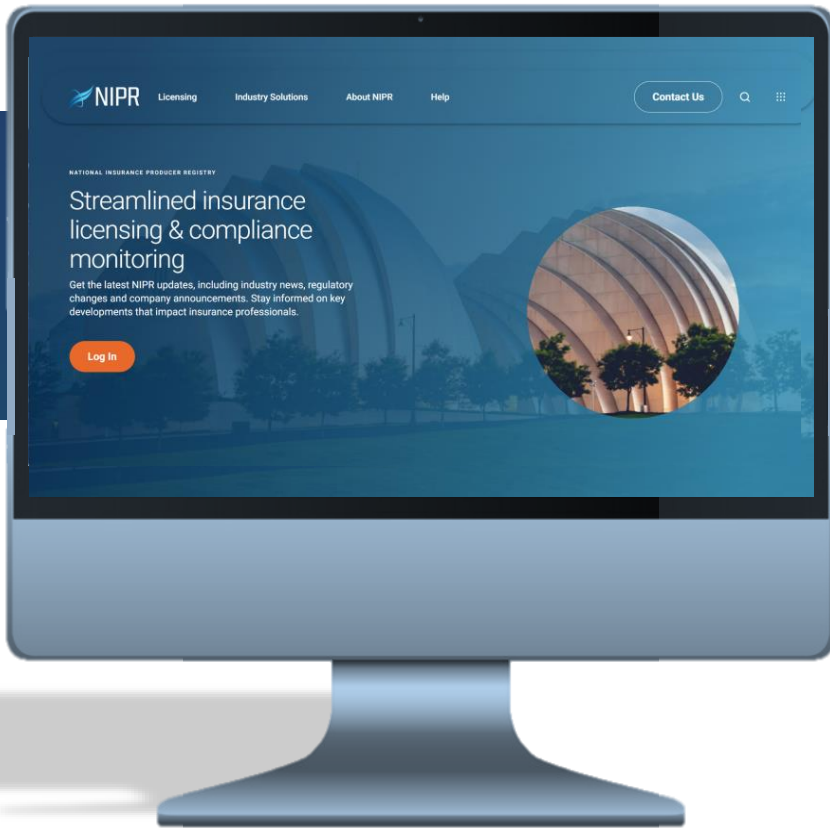 NIPR
Licensing
Industry Solutions
About NIPR
Help
Contact Us
NATIONAL INSURANCE PRODUCER REGISTRY
Streamlined insurance
licensing & compliance
monitoring
Get the latest NIPR updates, including industry news, regulatory
changes and company announcements. Stay informed on key
developments that impact insurance professionals.
Log In